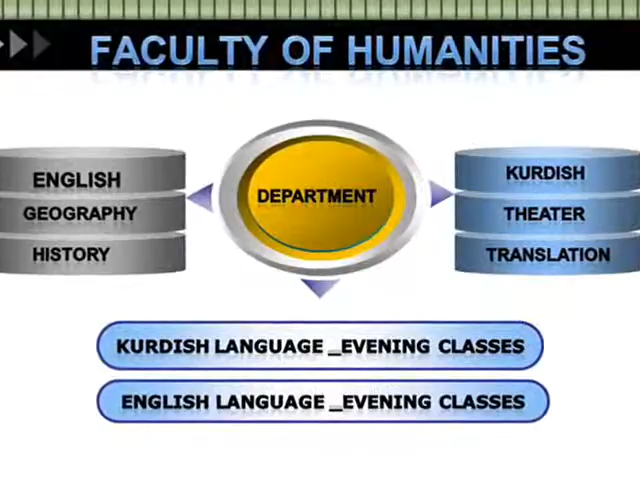 FACULTY OF HUMANITIES
ENGLISH
GEOGRAPHY
HISTORY
DEPARTMENT
KURDISH
THEATER
TRANSLATION
KURDISH LANGUAGE _EVENING CLASSES
ENGLISH LANGUAGE _EVENING CLASSES